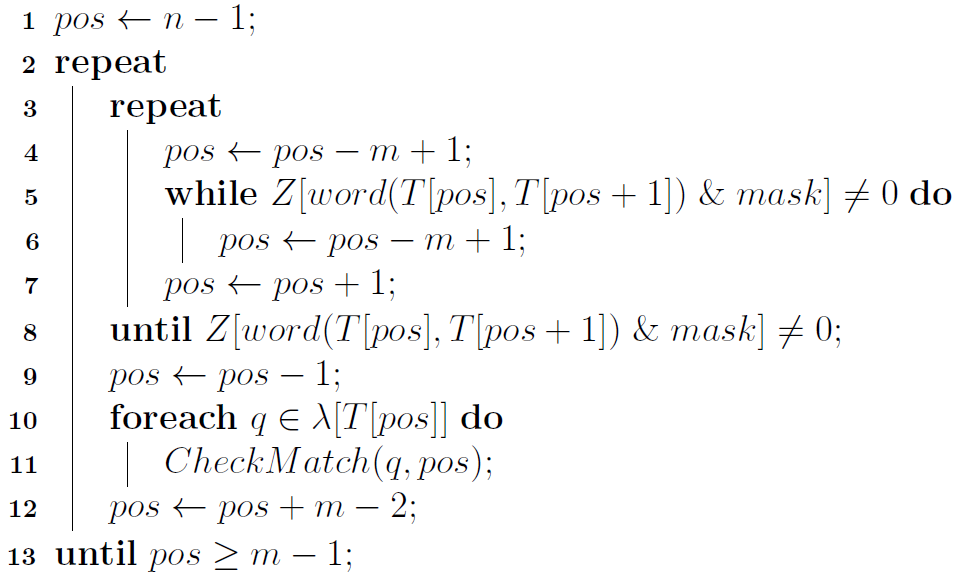 1 pos ← n − 1;
2 repeat
3 repeat
4 pos ← pos − m + 1;
5 while Z[word(T[pos], T[pos + 1]) & mask] ≠ 0 do
6 pos ← pos − m + 1;
7 pos ← pos + 1;
8 until Z[word(T[pos], T[pos + 1]) & mask] ≠ 0;
9 pos ← pos − 1;
10 foreach q ∈ λ[T[pos]] do
11 CheckMatch(q, pos);
12 pos ← pos + m − 2;
13 until pos ≥ m − 1;